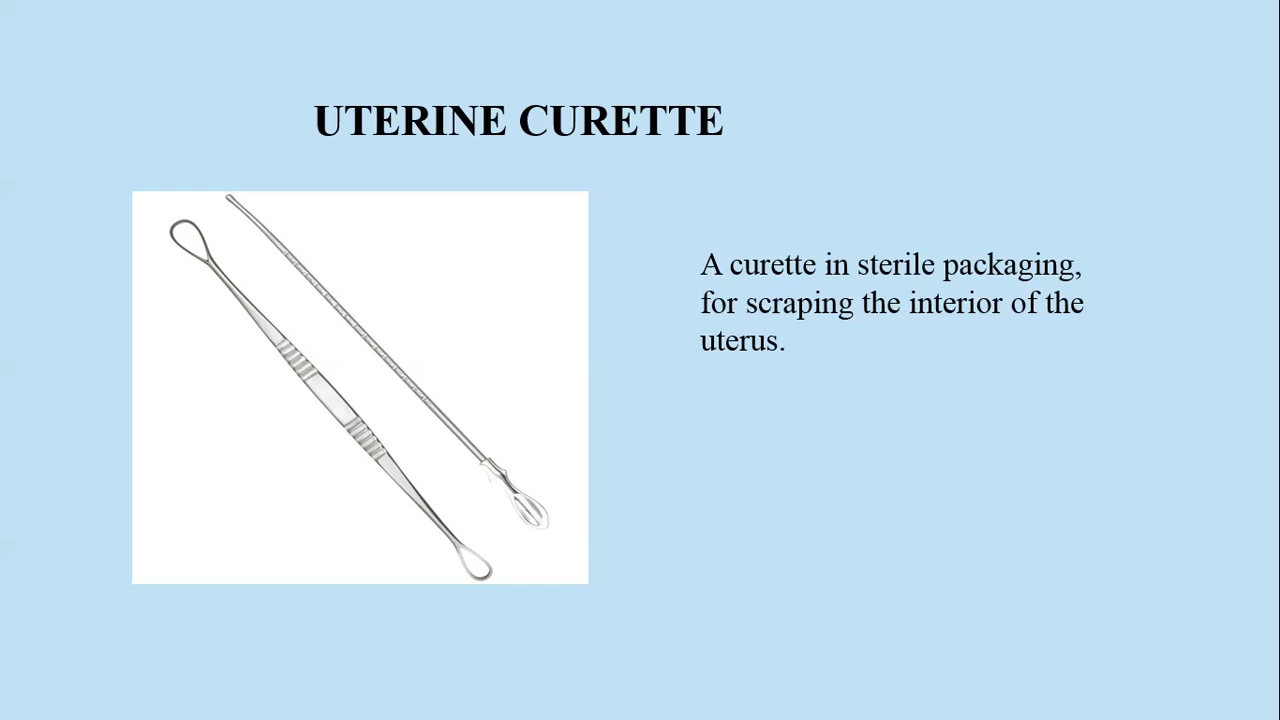 UTERINE CURETTE
A curette in sterile packaging,
for scraping the interior of the
uterus.